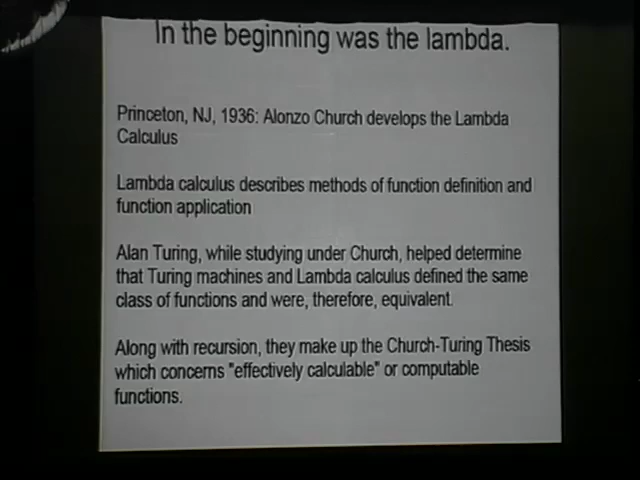 In the beginning was the lambda.
Princeton, NJ, 1936: Alonzo Church develops the Lambda
Calculus
Lambda calculus describes methods of function definition and
function application
Alan Turing, while studying under Church, helped determine
that Turing machines and Lambda calculus defined the same
class of functions and were, therefore, equivalent.
Along with recursion, they make up the Church-Turing Thesis
which concerns "effectively calculable" or computable
functions.